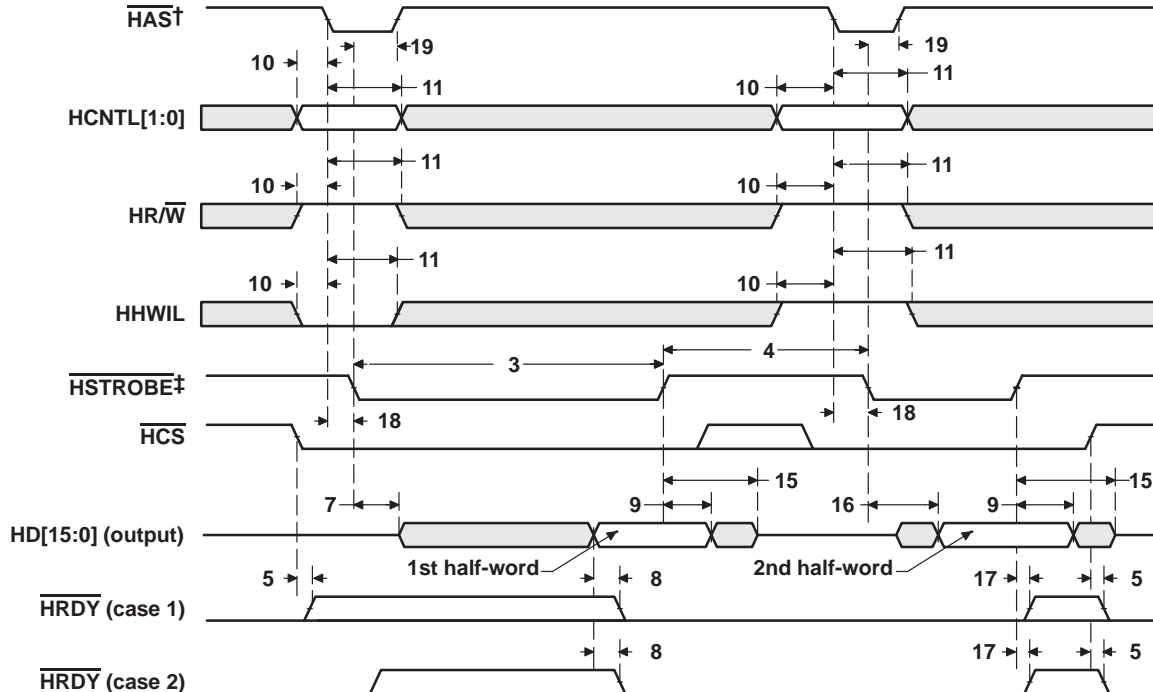 HAS†
19 19
10 11 10 11
HCNTL[1:0]
11 11
10 10
HR/W
11 11
10 10
HHWIL
3 4
HSTROBE‡
18 18
HCS
15 15
7 9 16 9
HD[15:0] (output)
1st half-word 2nd half-word
5 8 17 5
HRDY (case 1)
8 17 5
HRDY (case 2)